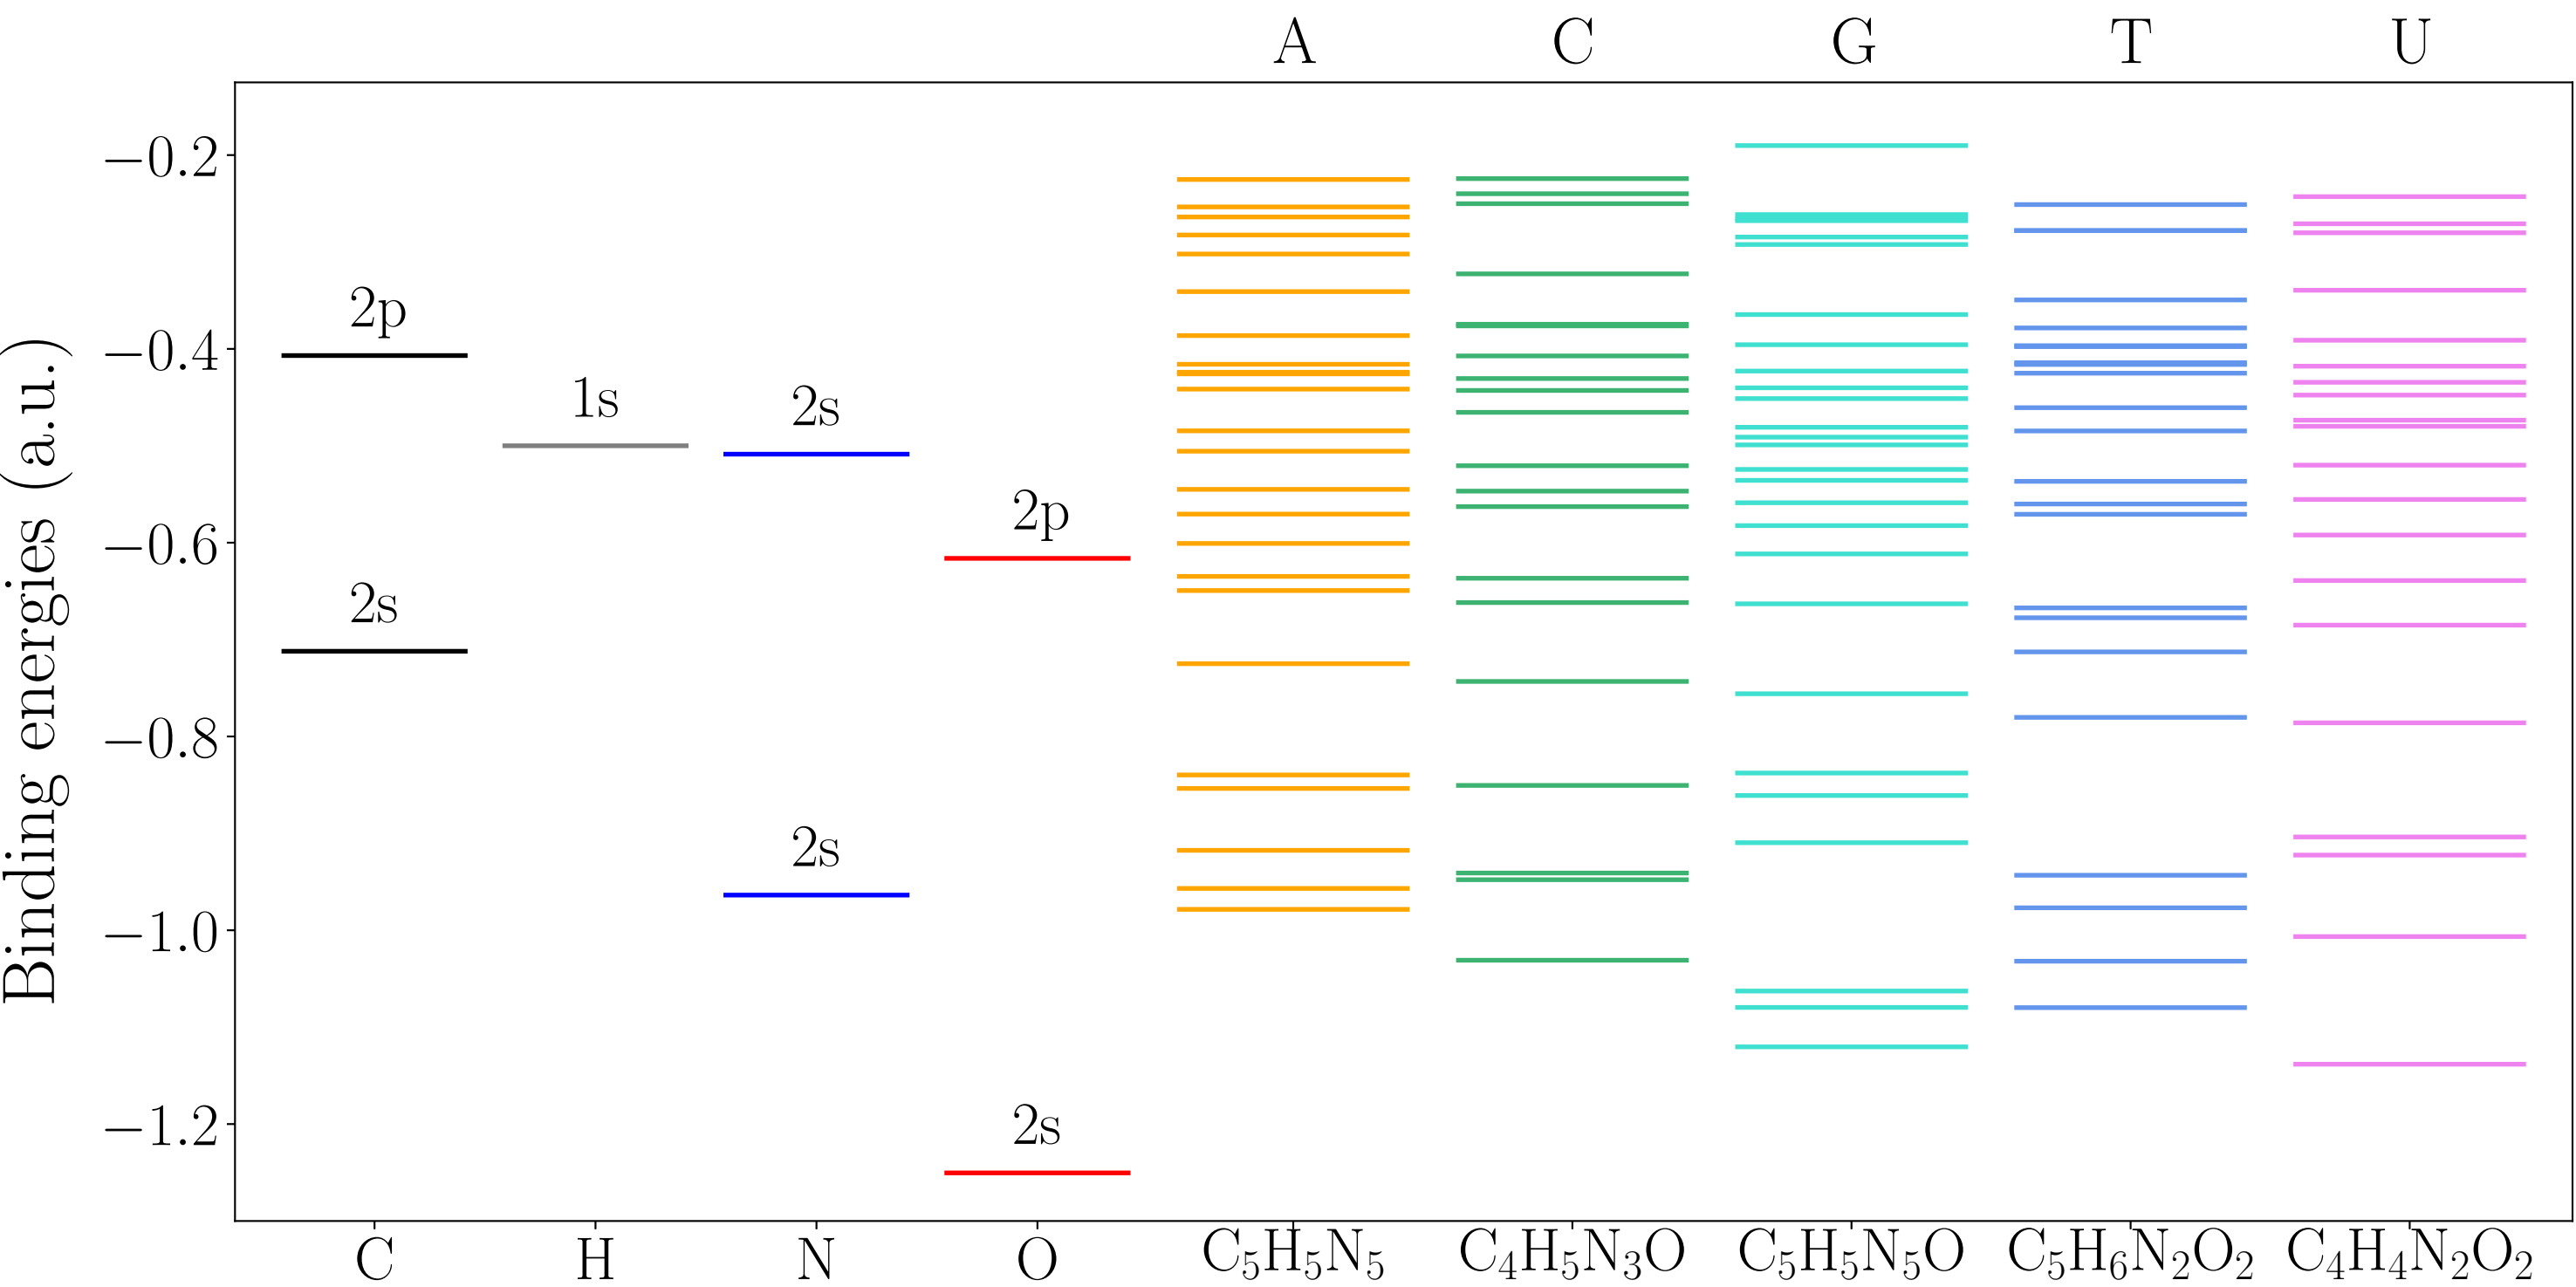 A C G T U
Binding energies (a.u.)
−0.2
−0.4
−0.6
−0.8
−1.0
−1.2
2p
1s
2s
2p
2s
2s
2s
C H N O C₅H₅N₅ C₄H₅N₃O C₅H₅N₅O C₅H₆N₂O₂ C₄H₄N₂O₂